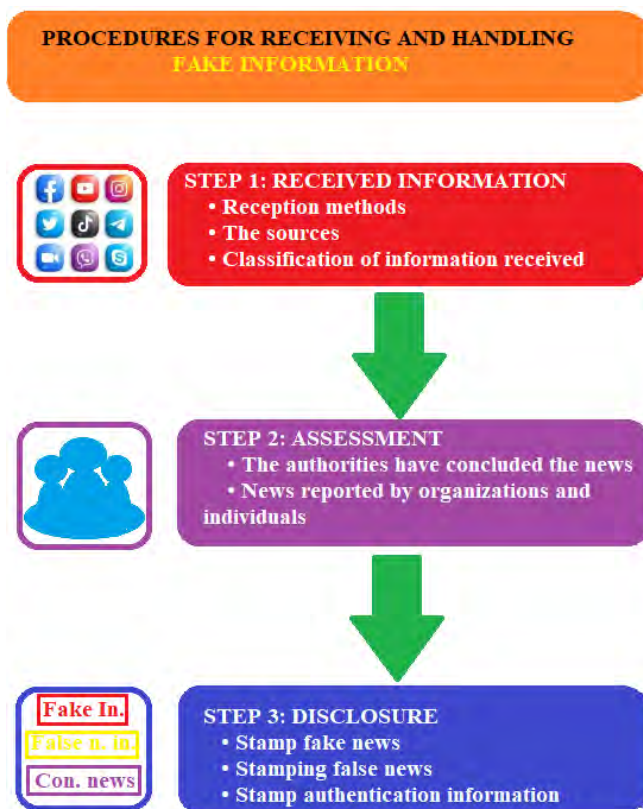 PROCEDURES FOR RECEIVING AND HANDLING
FAKE INFORMATION
STEP 1: RECEIVED INFORMATION
• Reception methods
• The sources
• Classification of information received
STEP 2: ASSESSMENT
• The authorities have concluded the news
• News reported by organizations and
individuals
Fake In.
False n. in.
Con. news
STEP 3: DISCLOSURE
• Stamp fake news
• Stamping false news
• Stamp authentication information